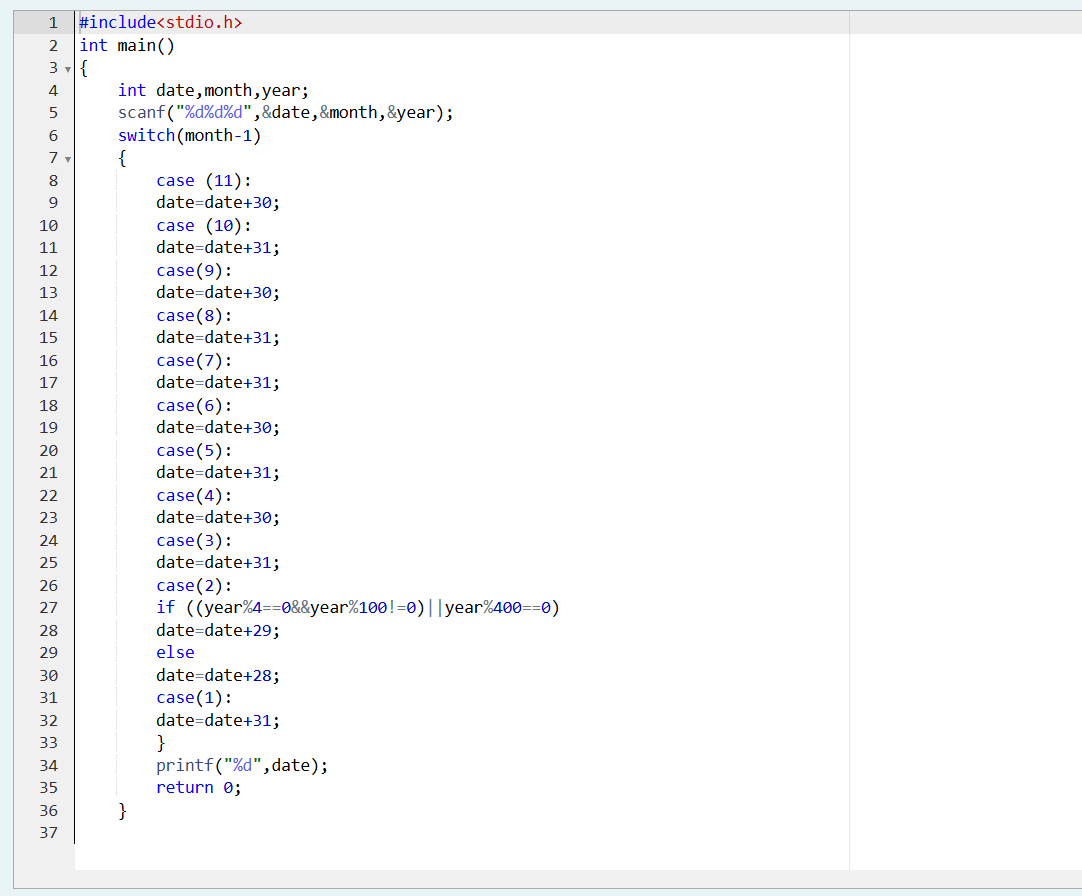 1 #include<stdio.h>
2 int main()
3 {
4 int date,month,year;
5 scanf("%d%d%d",&date,&month,&year);
6 switch(month-1)
7 {
8 case (11):
9 date=date+30;
10 case (10):
11 date=date+31;
12 case(9):
13 date=date+30;
14 case(8):
15 date=date+31;
16 case(7):
17 date=date+31;
18 case(6):
19 date=date+30;
20 case(5):
21 date=date+31;
22 case(4):
23 date=date+30;
24 case(3):
25 date=date+31;
26 case(2):
27 if ((year%4==0&&year%100!=0)||year%400==0)
28 date=date+29;
29 else
30 date=date+28;
31 case(1):
32 date=date+31;
33 }
34 printf("%d",date);
35 return 0;
36 }
37